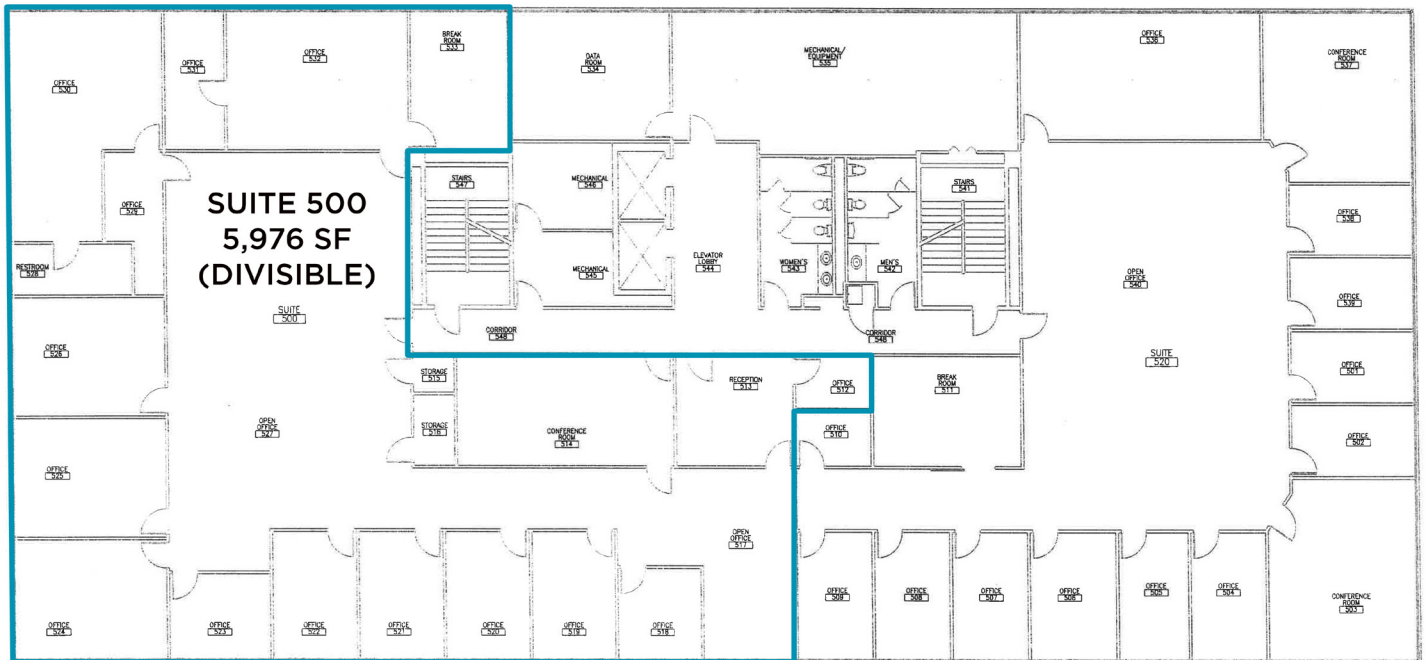 OFFICE
530
OFFICE
531
OFFICE
532
BREAK
ROOM
533
DATA
ROOM
534
MECHANICAL/
EQUIPMENT
535
OFFICE
536
CONFERENCE
ROOM
537
OFFICE
529
SUITE 500
5,976 SF
(DIVISIBLE)
STAIRS
547
MECHANICAL
546
STAIRS
541
OFFICE
538
RESTROOM
528
MECHANICAL
545
ELEVATOR
LOBBY
544
WOMEN'S
543
MEN'S
542
OPEN
OFFICE
540
OFFICE
539
SUITE
500
CORRIDOR
548
CORRIDOR
548
OFFICE
526
STORAGE
515
RECEPTION
513
OFFICE
512
BREAK
ROOM
511
SUITE
520
OFFICE
501
OPEN
OFFICE
527
STORAGE
516
CONFERENCE
ROOM
514
OFFICE
510
OFFICE
502
OFFICE
525
OPEN
OFFICE
517
OFFICE
524
OFFICE
523
OFFICE
522
OFFICE
521
OFFICE
520
OFFICE
519
OFFICE
518
OFFICE
509
OFFICE
508
OFFICE
507
OFFICE
506
OFFICE
505
OFFICE
504
CONFERENCE
ROOM
503